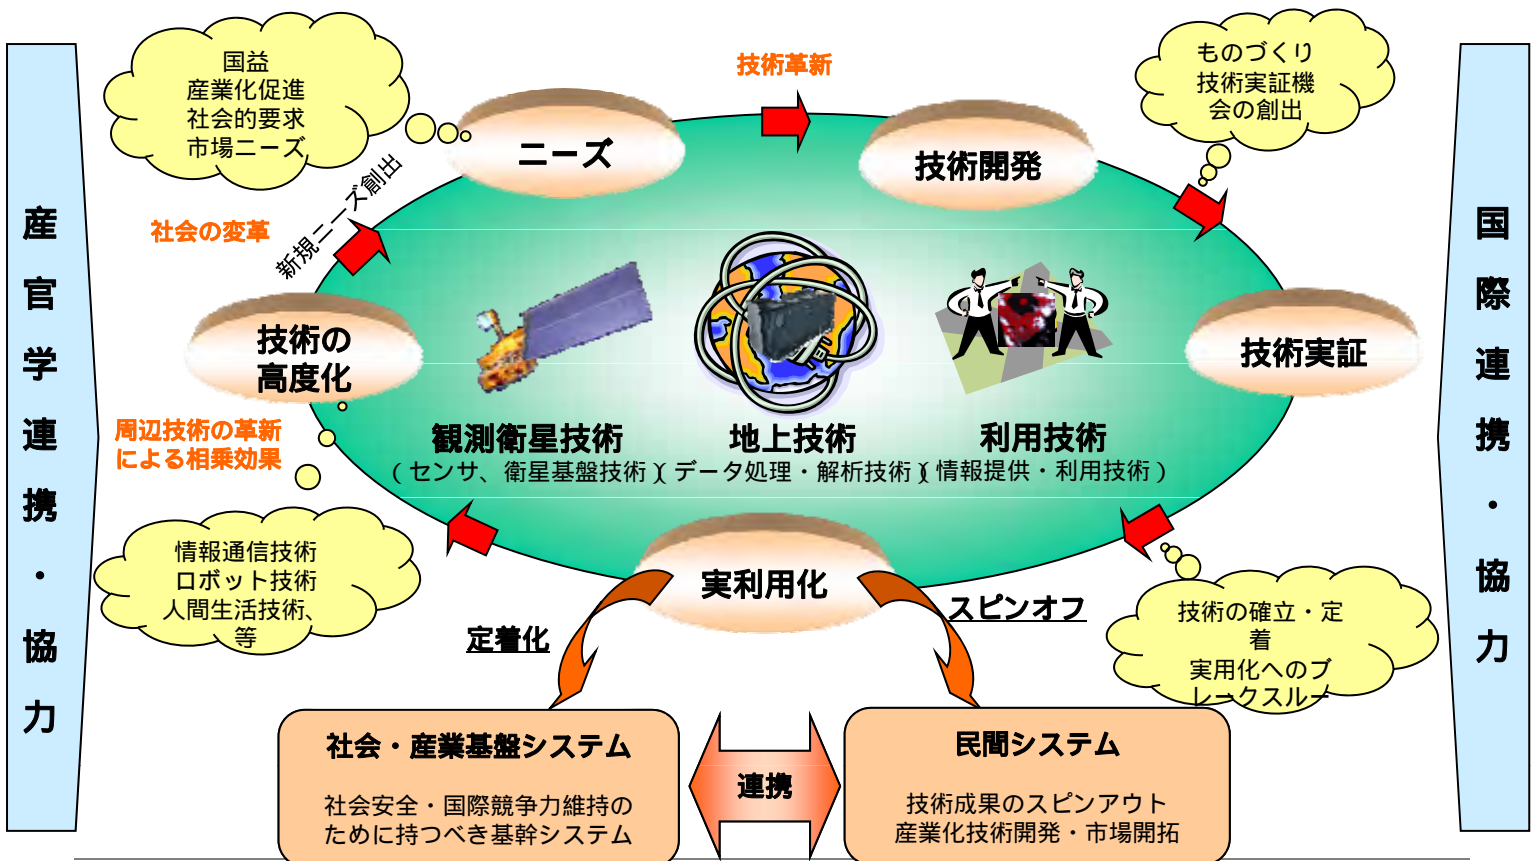 国益
産業化促進
社会的要求
市場ニーズ
技術革新
ものづくり
技術実証機
会の創出
ニーズ
技術開発
新規ニーズ創出
社会の変革
産官学連携・協力
国際連携・協力
技術の
高度化
技術実証
周辺技術の革新
による相乗効果
観測衛星技術
(センサ、衛星基盤技術)
地上技術
(データ処理・解析技術)
利用技術
(情報提供・利用技術)
情報通信技術
ロボット技術
人間生活技術、
等
実利用化
定着化
スピンオフ
技術の確立・定
着
実用化へのブ
レークスルー
社会・産業基盤システム
社会安全・国際競争力維持の
ために持つべき基幹システム
連携
民間システム
技術成果のスピンアウト
産業化技術開発・市場開拓